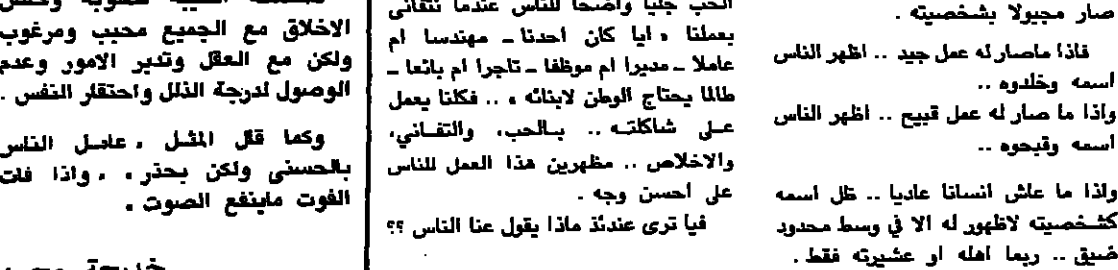 صار مجبولا بشخصيته .
فاذا ماصار له عمل جيد .. اظهر الناس
اسمه وخلدوه ..
واذا ما صار له عمل قبيح .. اظهر الناس
اسمه وقبحوه ..
واذا ما عاش انسانا عاديا .. ظل اسمه
كشخصيته لاظهور له الا في وسط محدود
ضيق .. ربما اهله او عشيرته فقط .
الحب جليا واضحا للناس عندما نتفانى
بعملنا « ايا كان احدنا ـ مهندسا ام
عاملا ـ مديرا ام موظفا ـ تاجرا ام بائعا ـ
طالما يحتاج الوطن لابنائه » .. فكلنا يعمل
على شاكلته .. بالحب، والتفاني،
والاخلاص .. مظهرين هذا العمل للناس
على احسن وجه .
فيا ترى عندئذ ماذا يقول عنا الناس ؟؟
الاخلاق مع الجميع محبب ومرغوب
ولكن مع العقل وتدبر الامور وعدم
الوصول لدرجة الذلل واحتقار النفس .
وكما قال المثل « عامل الناس
بالحسنى ولكن بحذر » « واذا فات
الفوت ماينفع الصوت »